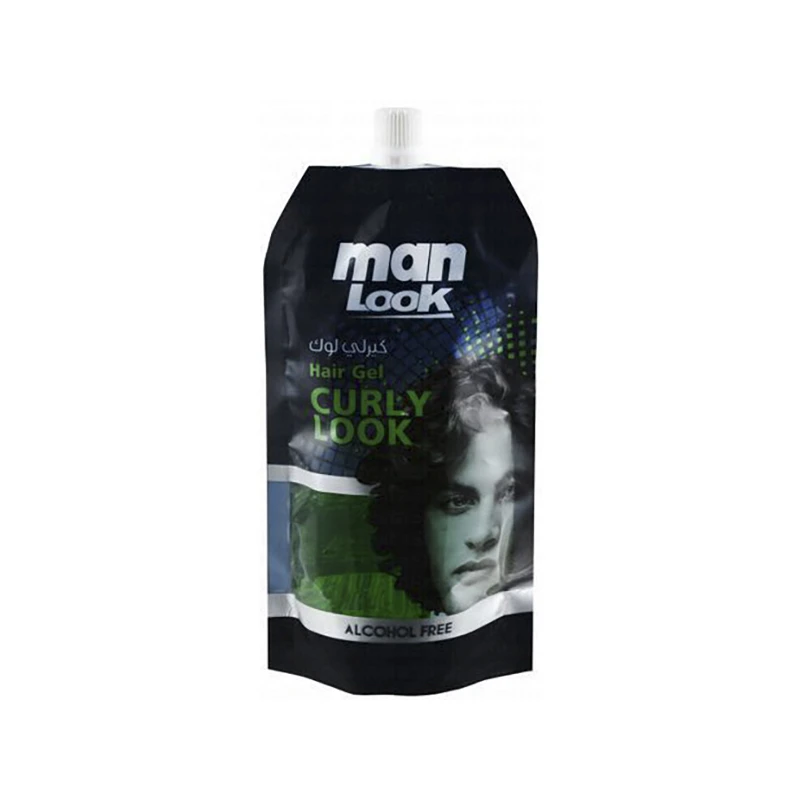 man
LOOK
كيرلي لوك
Hair Gel
CURLY
LOOK
ALCOHOL FREE